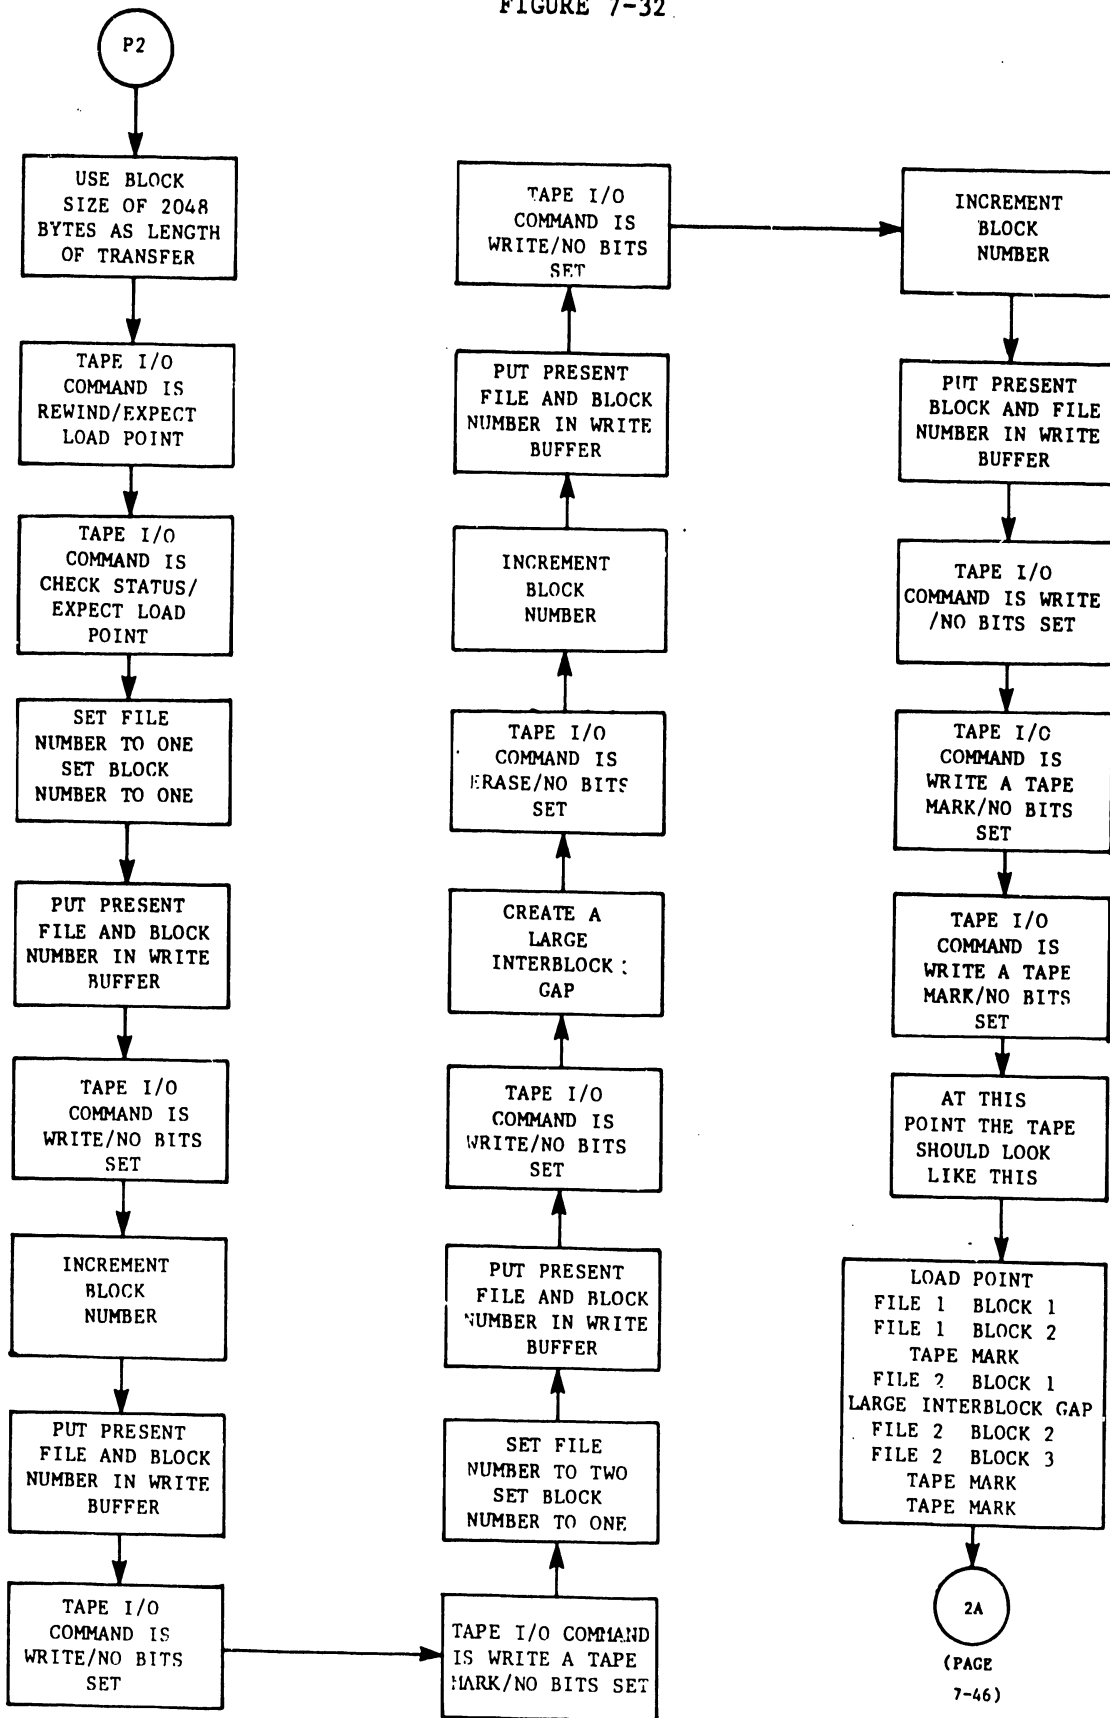 FIGURE 7-32
P2
USE BLOCK
SIZE OF 2048
BYTES AS LENGTH
OF TRANSFER
TAPE I/O
COMMAND IS
REWIND/EXPECT
LOAD POINT
TAPE I/O
COMMAND IS
CHECK STATUS/
EXPECT LOAD
POINT
SET FILE
NUMBER TO ONE
SET BLOCK
NUMBER TO ONE
PUT PRESENT
FILE AND BLOCK
NUMBER IN WRITE
BUFFER
TAPE I/O
COMMAND IS
WRITE/NO BITS
SET
INCREMENT
BLOCK
NUMBER
PUT PRESENT
FILE AND BLOCK
NUMBER IN WRITE
BUFFER
TAPE I/O
COMMAND IS
WRITE/NO BITS
SET
TAPE I/O COMMAND
IS WRITE A TAPE
MARK/NO BITS SET
SET FILE
NUMBER TO TWO
SET BLOCK
NUMBER TO ONE
PUT PRESENT
FILE AND BLOCK
NUMBER IN WRITE
BUFFER
TAPE I/O
COMMAND IS
WRITE/NO BITS
SET
CREATE A
LARGE
INTERBLOCK
GAP
TAPE I/O
COMMAND IS
ERASE/NO BITS
SET
INCREMENT
BLOCK
NUMBER
PUT PRESENT
FILE AND BLOCK
NUMBER IN WRITE
BUFFER
TAPE I/O
COMMAND IS
WRITE/NO BITS
SET
INCREMENT
BLOCK
NUMBER
PUT PRESENT
BLOCK AND FILE
NUMBER IN WRITE
BUFFER
TAPE I/O
COMMAND IS WRITE
/NO BITS SET
TAPE I/O
COMMAND IS
WRITE A TAPE
MARK/NO BITS
SET
TAPE I/O
COMMAND IS
WRITE A TAPE
MARK/NO BITS
SET
AT THIS
POINT THE TAPE
SHOULD LOOK
LIKE THIS
LOAD POINT
FILE 1 BLOCK 1
FILE 1 BLOCK 2
TAPE MARK
FILE 2 BLOCK 1
LARGE INTERBLOCK GAP
FILE 2 BLOCK 2
FILE 2 BLOCK 3
TAPE MARK
TAPE MARK
2A
(PAGE
7-46)